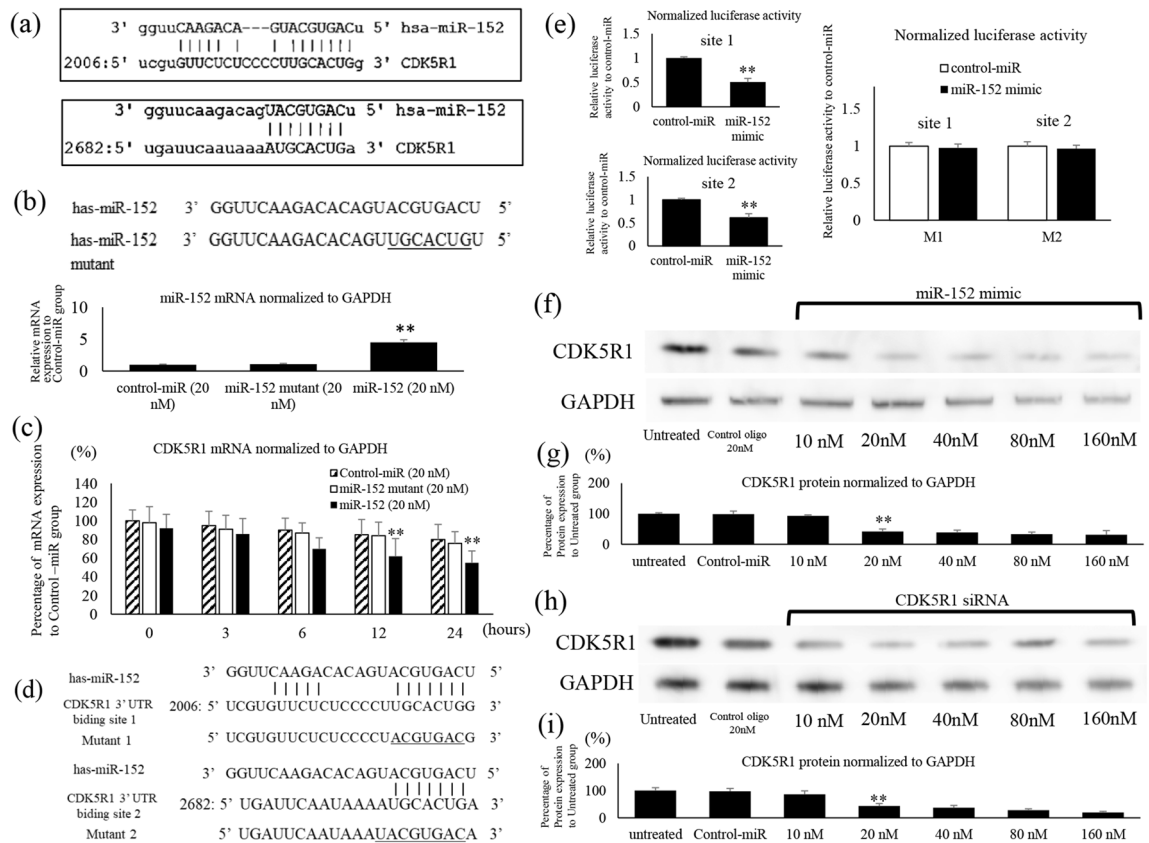 (a)
3' gguuCAAGACA---GUACGUGACu 5' hsa-miR-152
2006:5' ucguGUUCUCUCCCCUUGCACUGg 3' CDK5R1
3' gguucaagacagUACGUGACu 5' hsa-miR-152
2682:5' ugauucaauaaaAUGCACUGa 3' CDK5R1
(b)
has-miR-152 3' GGUUCAAGACACAGUACGUGACU 5'
has-miR-152 3' GGUUCAAGACACAGUUGCACUGU 5'
mutant
miR-152 mRNA normalized to GAPDH
Relative mRNA
expression to
Control-miR group
10
5
0
**
control-miR (20
nM)
miR-152 mutant (20
nM)
miR-152 (20 nM)
(c)
(%)
CDK5R1 mRNA normalized to GAPDH
Control-miR (20 nM)
miR-152 mutant (20 nM)
miR-152 (20 nM)
Percentage of mRNA expression
to Control –miR group
140
120
100
80
60
40
20
0
**
**
0 3 6 12 24 (hours)
(d)
has-miR-152
3' GGUUCAAGACACAGUACGUGACU 5'
CDK5R1 3' UTR
biding site 1
2006: 5' UCGUGUUCUCUCCCCUUGCACUGG 3'
Mutant 1
5' UCGUGUUCUCUCCCCUACGUGACG 3'
has-miR-152
3' GGUUCAAGACACAGUACGUGACU 5'
CDK5R1 3' UTR
biding site 2
2682: 5' UGAUUCAAUAAAAUGCACUGA 3'
Mutant 2
5' UGAUUCAAUAAAUACGUGACA 3'
(e)
Normalized luciferase activity
site 1
Relative luciferase
activity to control-miR
1.5
1
0.5
0
**
control-miR
miR-152
mimic
Normalized luciferase activity
site 2
Relative luciferase
activity to control-miR
1.5
1
0.5
0
**
control-miR
miR-152
mimic
Normalized luciferase activity
control-miR
miR-152 mimic
Relative luciferase activity to control-miR
1.5
1
0.5
0
site 1
site 2
M1
M2
(f)
miR-152 mimic
CDK5R1
GAPDH
Untreated
Control oligo
20nM
10 nM 20nM 40nM 80nM 160nM
(g)
(%)
CDK5R1 protein normalized to GAPDH
Percentage of
Protein expression
to Untreated group
200
100
0
**
untreated Control-miR 10 nM 20 nM 40 nM 80 nM 160 nM
(h)
CDK5R1 siRNA
CDK5R1
GAPDH
Untreated
Control oligo
20nM
10 nM 20nM 40nM 80nM 160nM
(i)
(%)
CDK5R1 protein normalized to GAPDH
Percentage of
Protein expression
to Untreated group
200
100
0
**
untreated Control-miR 10 nM 20 nM 40 nM 80 nM 160 nM